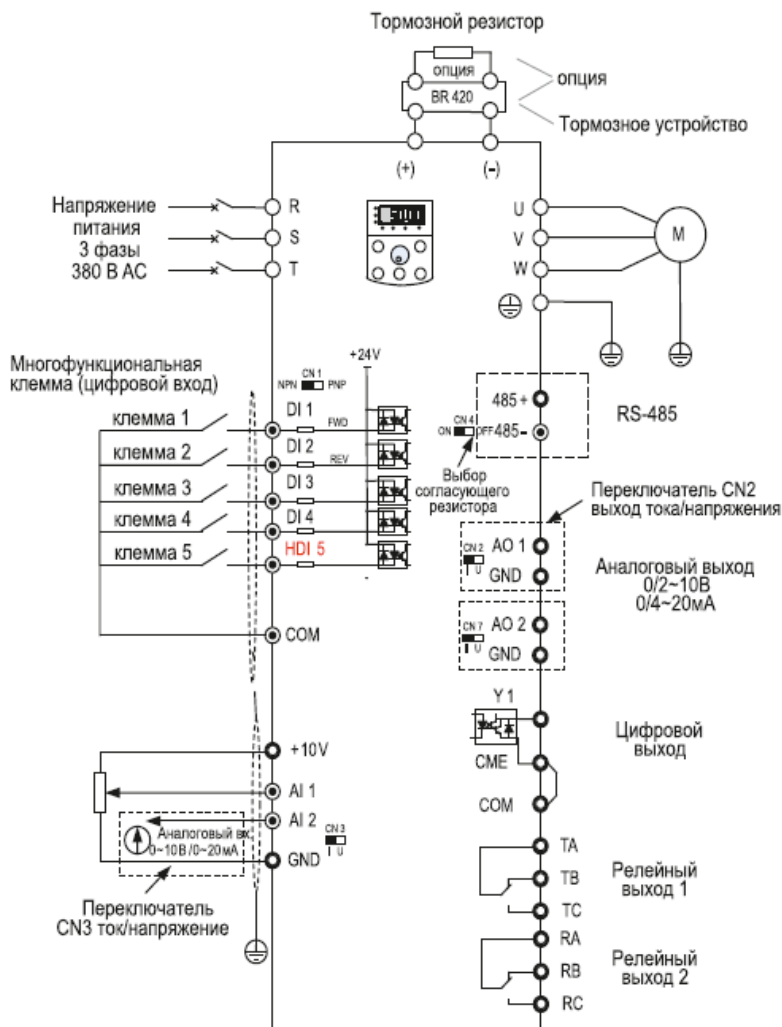 Тормозной резистор
опция
BR 420
опция
Тормозное устройство
(+)
(-)
Напряжение
питания
3 фазы
380 В AC
R
S
T
U
V
W
M
Многофункциональная
клемма (цифровой вход)
+24V
CN 1
NPN
PNP
клемма 1
DI 1
FWD
клемма 2
DI 2
REV
клемма 3
DI 3
клемма 4
DI 4
клемма 5
HDI 5
COM
485+
CN 4
ON
OFF
485-
RS-485
Выбор
согласующего
резистора
Переключатель CN2
выход тока/напряжения
CN 2
I U
AO 1
GND
Аналоговый выход
0/2~10В
0/4~20мА
CN 7
I U
AO 2
GND
Y 1
CME
COM
Цифровой
выход
+10V
AI 1
AI 2
Аналоговый вх.
0~10В/0~20мА
CN 3
I U
GND
Переключатель
CN3 ток/напряжение
TA
TB
TC
Релейный
выход 1
RA
RB
RC
Релейный
выход 2